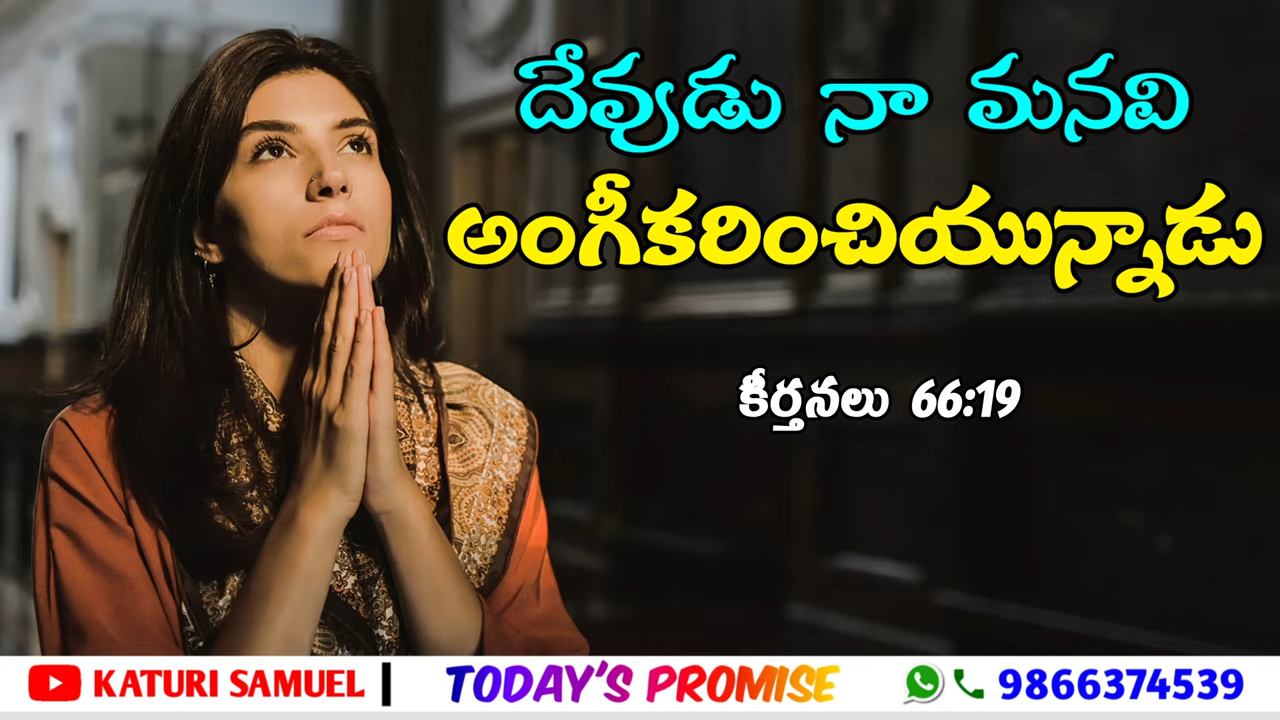 దేవుడు నా మనవి
అంగీకరించియున్నాడు
కీర్తనలు 66:19
KATURI SAMUEL | TODAY'S PROMISE 9866374539